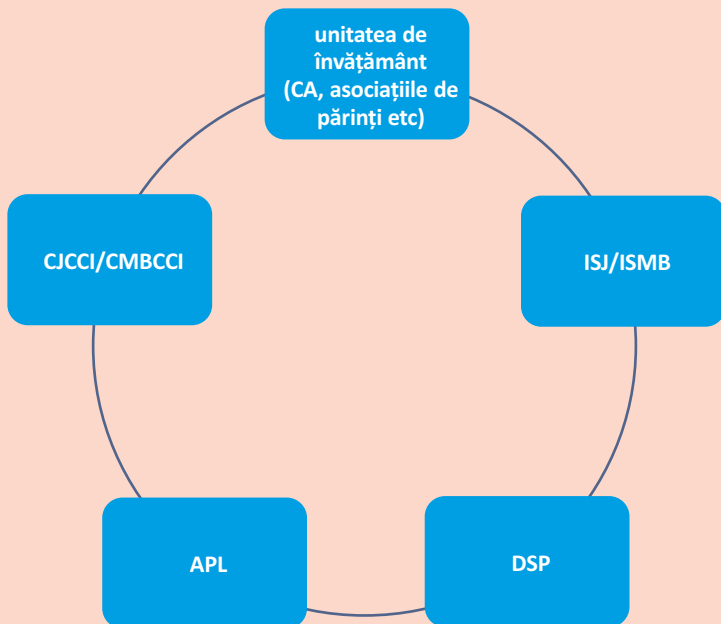 unitatea de
învățământ
(CA, asociațiile de
părinți etc)
CJCCI/CMBCCI
ISJ/ISMB
APL
DSP